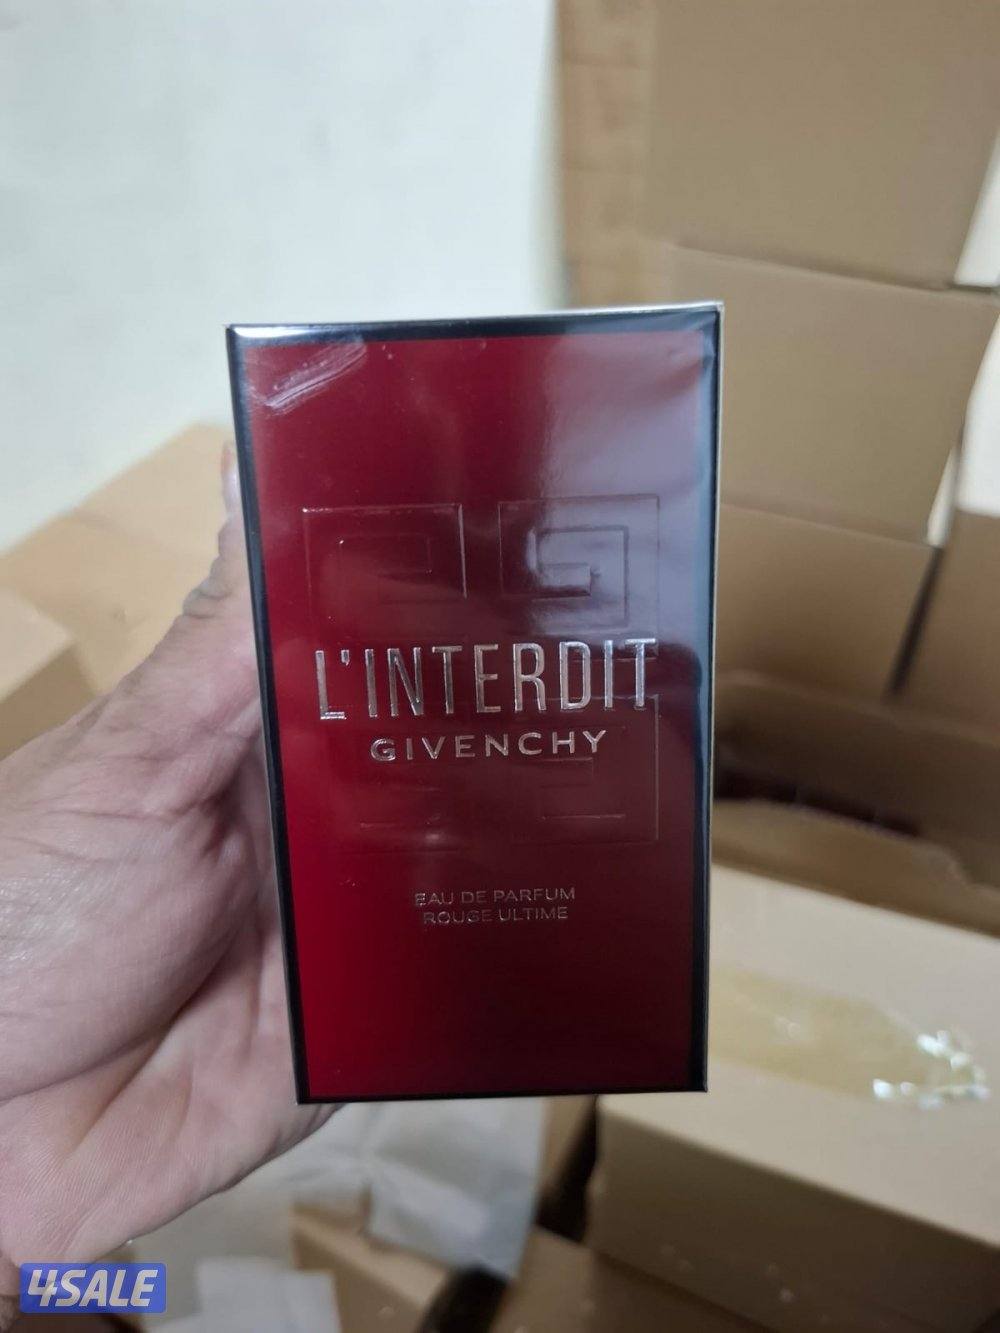 L'INTERDIT
GIVENCHY
EAU DE PARFUM
ROUGE ULTIME
4SALE